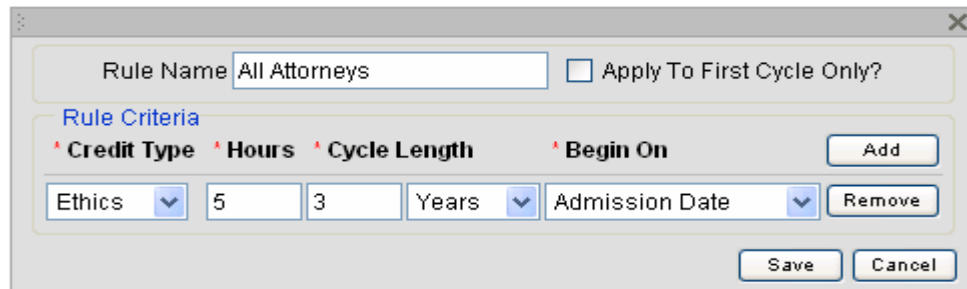 Rule Name All Attorneys Apply To First Cycle Only?
Rule Criteria
* Credit Type * Hours * Cycle Length * Begin On Add
Ethics 5 3 Years Admission Date Remove
Save Cancel